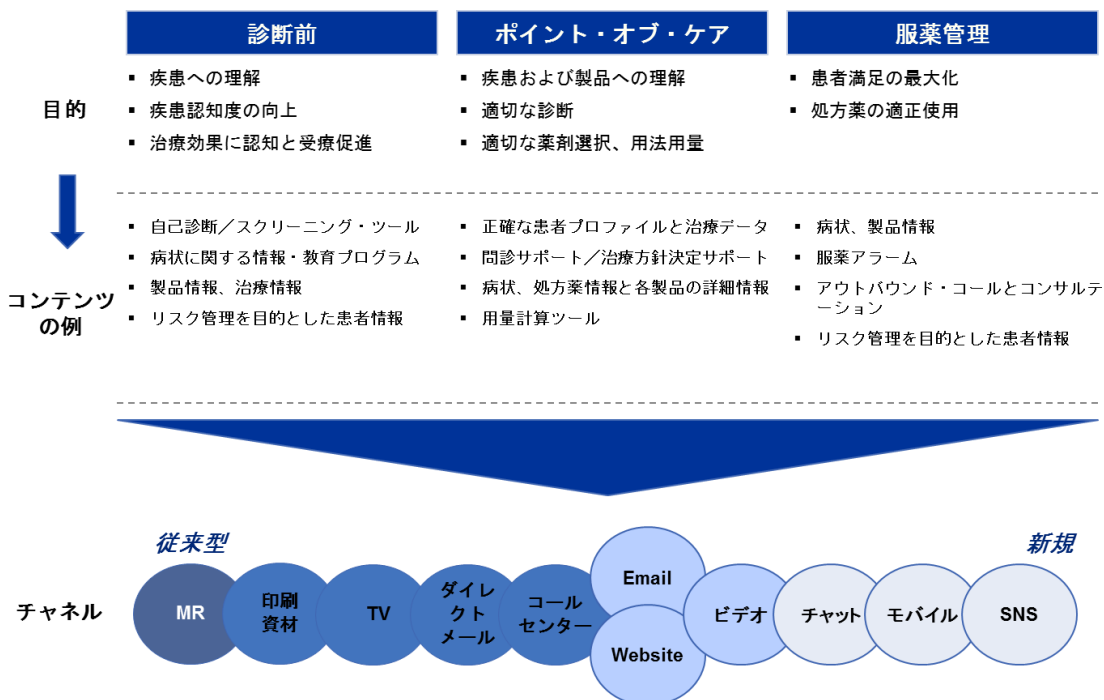 診断前
ポイント・オブ・ケア
服薬管理
目的
▪ 疾患への理解
▪ 疾患認知度の向上
▪ 治療効果に認知と受療促進
▪ 疾患および製品への理解
▪ 適切な診断
▪ 適切な薬剤選択、用法用量
▪ 患者満足の最大化
▪ 処方薬の適正使用
コンテンツ
の例
▪ 自己診断／スクリーニング・ツール
▪ 病状に関する情報・教育プログラム
▪ 製品情報、治療情報
▪ リスク管理を目的とした患者情報
▪ 正確な患者プロファイルと治療データ
▪ 問診サポート／治療方針決定サポート
▪ 病状、処方薬情報と各製品の詳細情報
▪ 用量計算ツール
▪ 病状、製品情報
▪ 服薬アラーム
▪ アウトバウンド・コールとコンサルテ
ーション
▪ リスク管理を目的とした患者情報
従来型
新規
チャネル
MR
印刷
資材
TV
ダイレ
クト
メール
コール
センター
Email
Website
ビデオ
チャット
モバイル
SNS